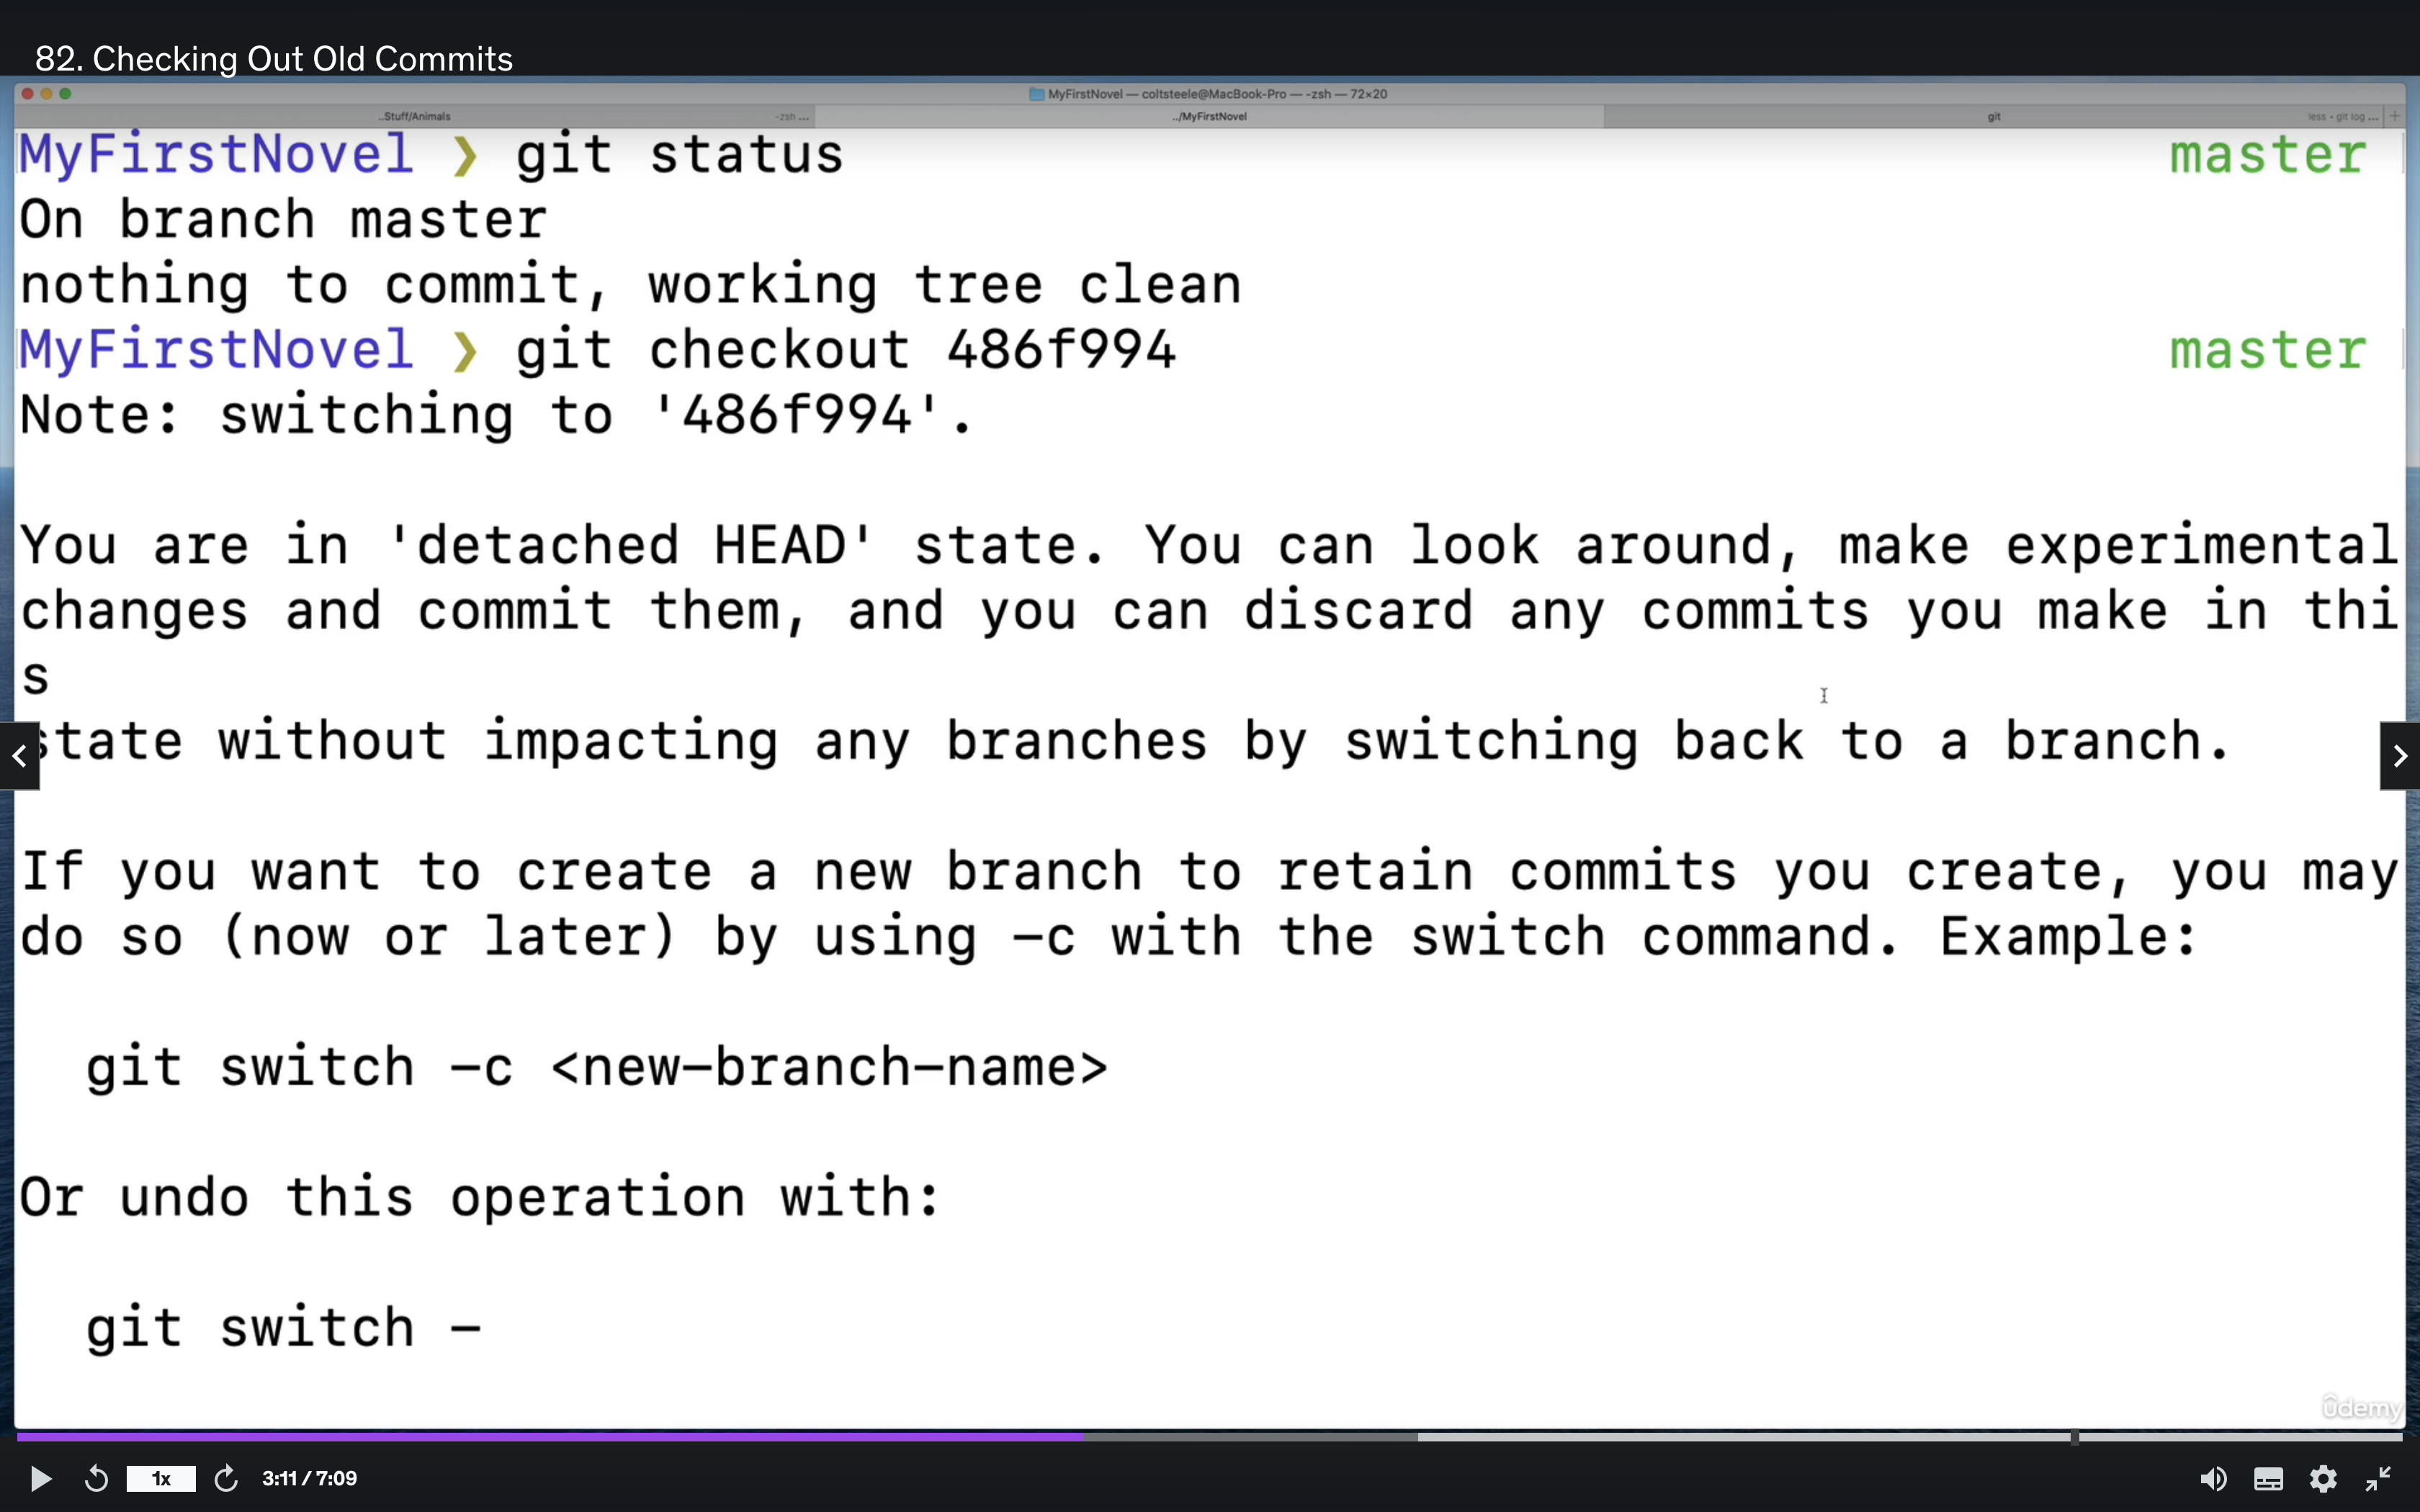 82. Checking Out Old Commits
MyFirstNovel — coltsteele@MacBook-Pro — -zsh — 72×20
..Stuff/Animals -zsh ... ../MyFirstNovel git less ‹ git log ... +
MyFirstNovel ❯ git status master
On branch master
nothing to commit, working tree clean
MyFirstNovel ❯ git checkout 486f994 master
Note: switching to '486f994'.
You are in 'detached HEAD' state. You can look around, make experimental
changes and commit them, and you can discard any commits you make in thi
s
state without impacting any branches by switching back to a branch.
If you want to create a new branch to retain commits you create, you may
do so (now or later) by using -c with the switch command. Example:
git switch -c <new-branch-name>
Or undo this operation with:
git switch -
ûdemy
1x 3:11 / 7:09